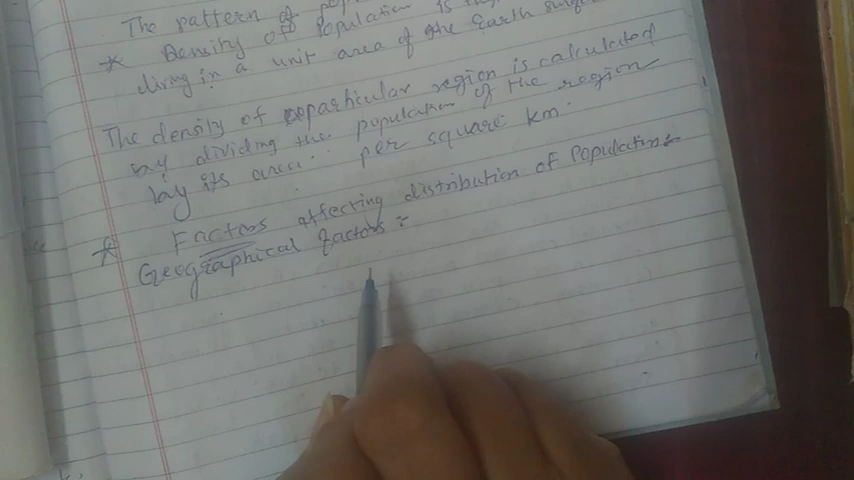 The pattern of
* Density of Population is
living in a unit area of the Earth
The density of particular region is calculated
by dividing the population of the region
by its area. per square km.
* Factors affecting distribution of Population:-
Geographical factors :-